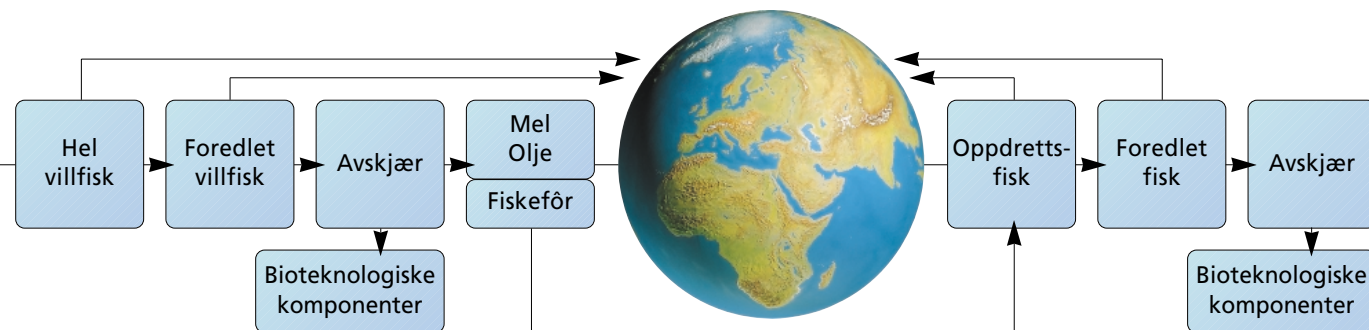 Hel
villfisk
Foredlet
villfisk
Avskjær
Mel
Olje
Fiskefôr
Bioteknologiske
komponenter
Oppdretts-
fisk
Foredlet
fisk
Avskjær
Bioteknologiske
komponenter